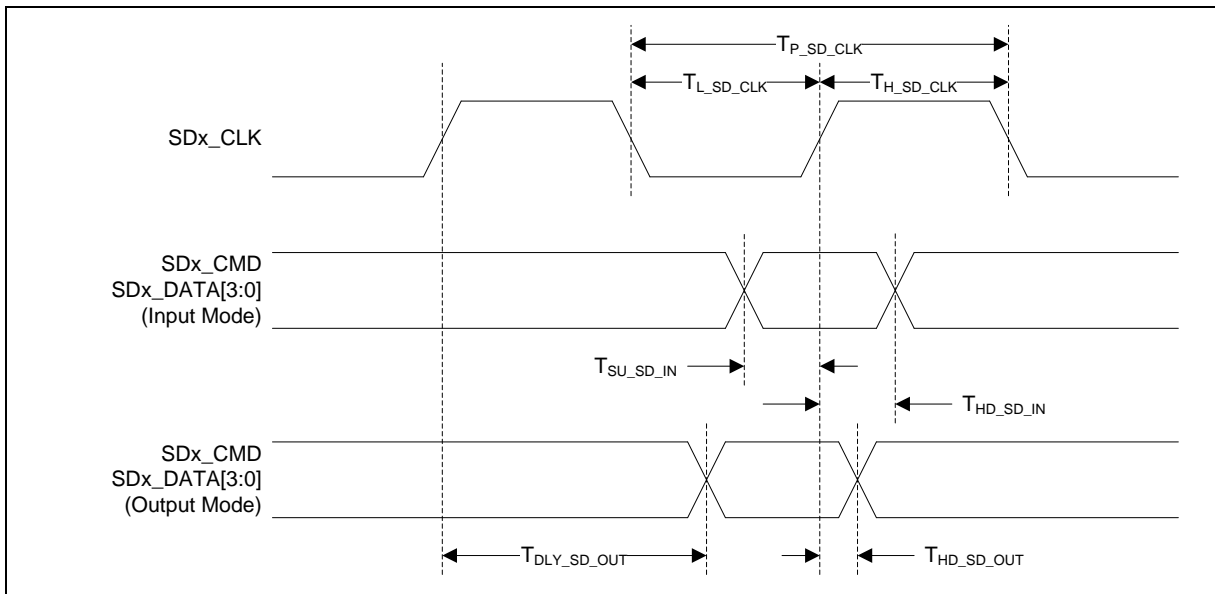 T_P_SD_CLK
T_L_SD_CLK
T_H_SD_CLK
SDx_CLK
SDx_CMD
SDx_DATA[3:0]
(Input Mode)
T_SU_SD_IN
T_HD_SD_IN
SDx_CMD
SDx_DATA[3:0]
(Output Mode)
T_DLY_SD_OUT
T_HD_SD_OUT